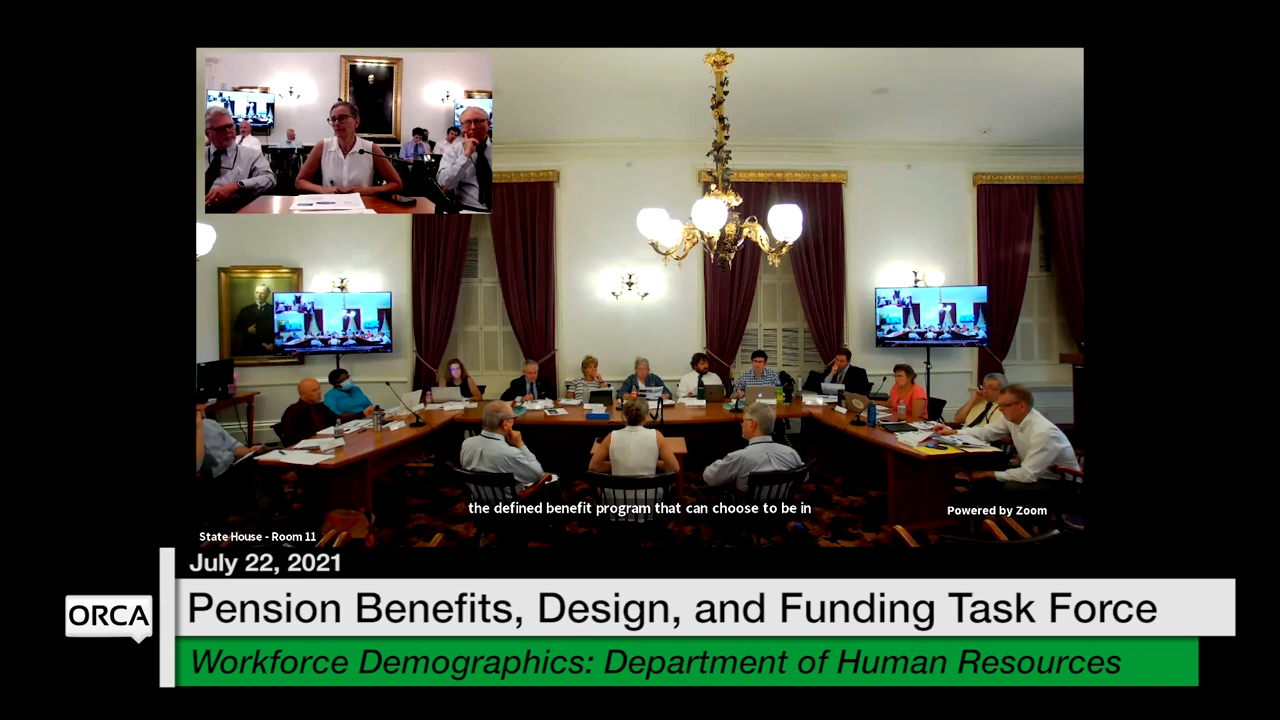 the defined benefit program that can choose to be in
Powered by Zoom
State House - Room 11
July 22, 2021
ORCA
Pension Benefits, Design, and Funding Task Force
Workforce Demographics: Department of Human Resources